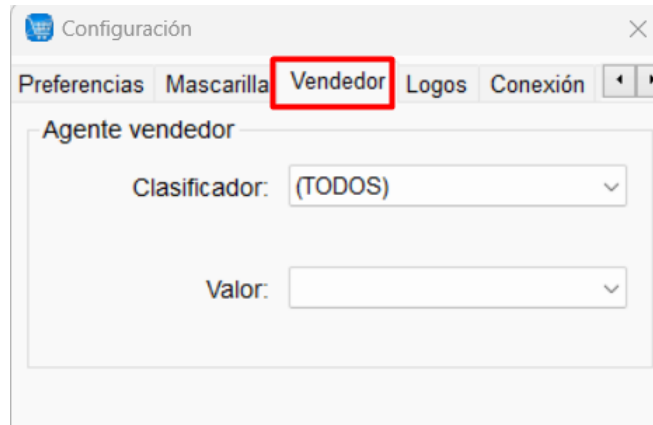 Configuración
Preferencias Mascarilla Vendedor Logos Conexión
Agente vendedor
Clasificador: (TODOS)
Valor: